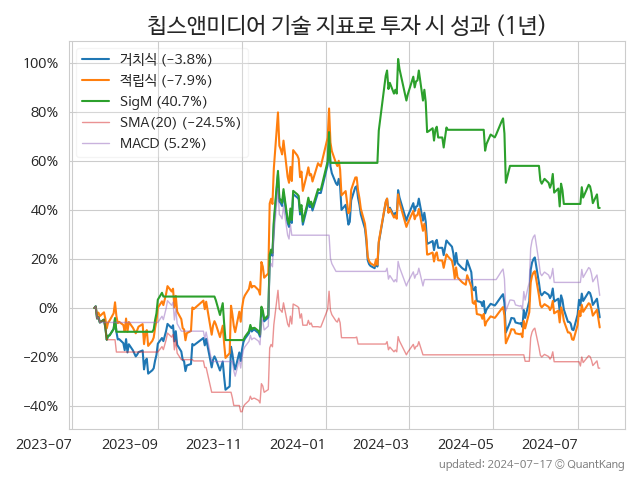 칩스앤미디어 기술 지표로 투자 시 성과 (1년)
거치식 (−3.8%)
적립식 (−7.9%)
SigM (40.7%)
SMA(20) (−24.5%)
MACD (5.2%)
100%
80%
60%
40%
20%
0%
−20%
−40%
2023-07 2023-09 2023-11 2024-01 2024-03 2024-05 2024-07
updated: 2024-07-17 © QuantKang